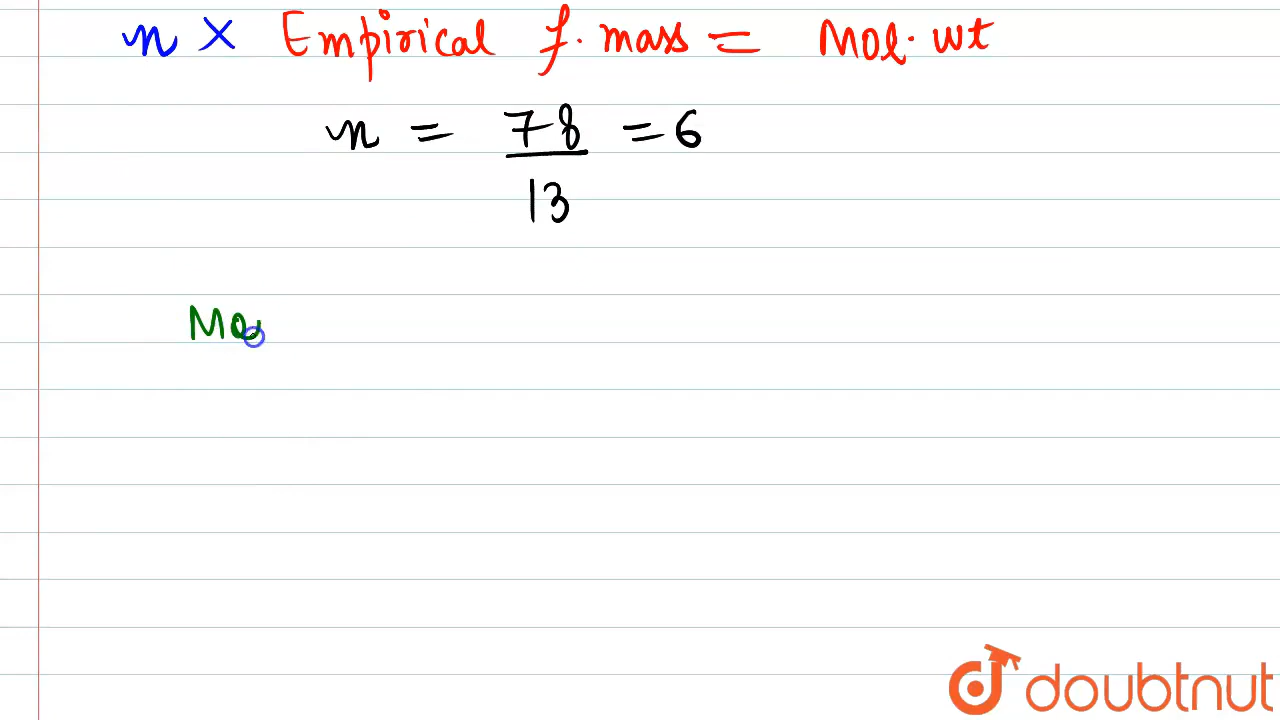 n × Empirical f. mass = Mol. wt
n = 78 = 6
13
Mo
doubtnut